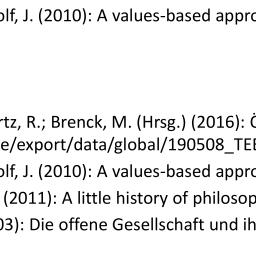 olf, J. (2010): A values-based appro
rtz, R.; Brenck, M. (Hrsg.) (2016): Ö
e/export/data/global/190508_TEE
olf, J. (2010): A values-based appro
(2011): A little history of philosop
03): Die offene Gesellschaft und ih